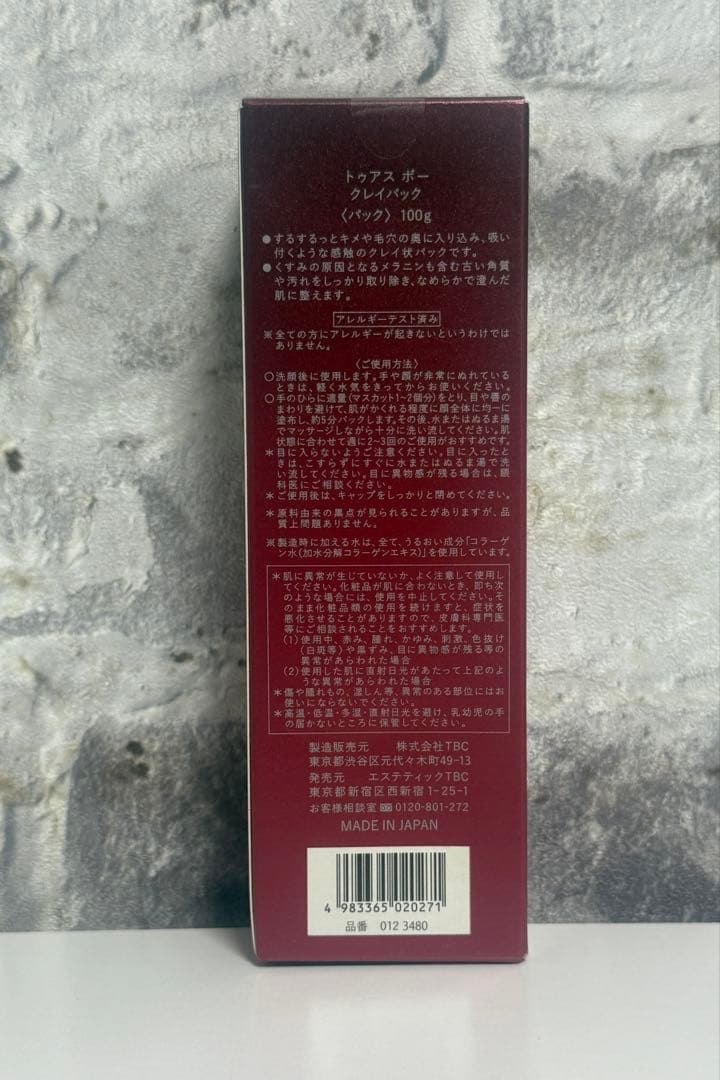 トゥアス ボー
クレイパック
〈パック〉 100g
●するするっとキメや毛穴の奥に入り込み、吸い
付くような感触のクレイ状パックです。
●くすみの原因となるメラニンも含む古い角質
や汚れをしっかり取り除き、なめらかで澄んだ
肌に整えます。
アレルギーテスト済み
※全ての方にアレルギーが起きないというわけでは
ありません。
〈ご使用方法〉
○洗顔後に使用します。手や顔が非常にぬれている
ときは、軽く水気をきってからお使いください。
○手のひらに適量(マスカット1~2個分)をとり、目や唇の
まわりを避けて、肌がかくれる程度に顔全体に均一に
塗布し、約5分パックします。その後、水またはぬるま湯
でマッサージしながら十分に洗い流してください。肌
状態に合わせて週に2~3回のご使用がおすすめです。
*目に入らないようご注意ください。目に入ったと
きは、こすらずにすぐに水またはぬるま湯で洗
い流してください。目に異物感が残る場合は、眼
科医にご相談ください。
*ご使用後は、キャップをしっかりと閉めてください。
*原料由来の黒点が見られることがありますが、品
質上問題ありません。
※製造時に加える水は、全て、うるおい成分「コラーゲ
ン水(加水分解コラーゲンエキス)」を使用しています。
*肌に異常が生じていないか、よく注意して使用し
てください。化粧品が肌に合わないとき、即ち次
のような場合には、使用を中止してください。そ
のまま化粧品類の使用を続けますと、症状を
悪化させることがありますので、皮膚科専門医
等にご相談されることをおすすめします。
(1)使用中、赤み、腫れ、かゆみ、刺激、色抜け
(白斑等)や黒ずみ、目に異物感が残る等の
異常があらわれた場合
(2)使用した肌に直射日光があたって上記のよ
うな異常があらわれた場合
*傷や腫れもの、湿しん等、異常のある部位にはお
使いにならないでください。
*高温・低温・多湿・直射日光を避け、乳幼児の手
の届かないところに保管してください。
製造販売元 株式会社TBC
東京都渋谷区元代々木町49-13
発売元 エステティックTBC
東京都新宿区西新宿1-25-1
お客様相談室 0120-801-272
MADE IN JAPAN
4 983365 020271
品番 012 3480